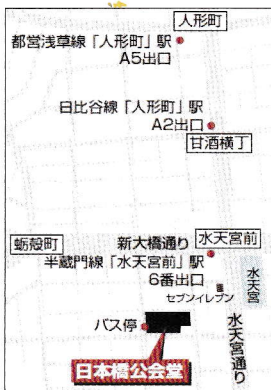 人形町
都営浅草線「人形町」駅
A5出口
日比谷線「人形町」駅
A2出口
甘酒横丁
蛎殻町
新大橋通り
水天宮前
半蔵門線「水天宮前」駅
6番出口
セブンイレブン
水天宮
水天宮通り
バス停
日本橋公会堂